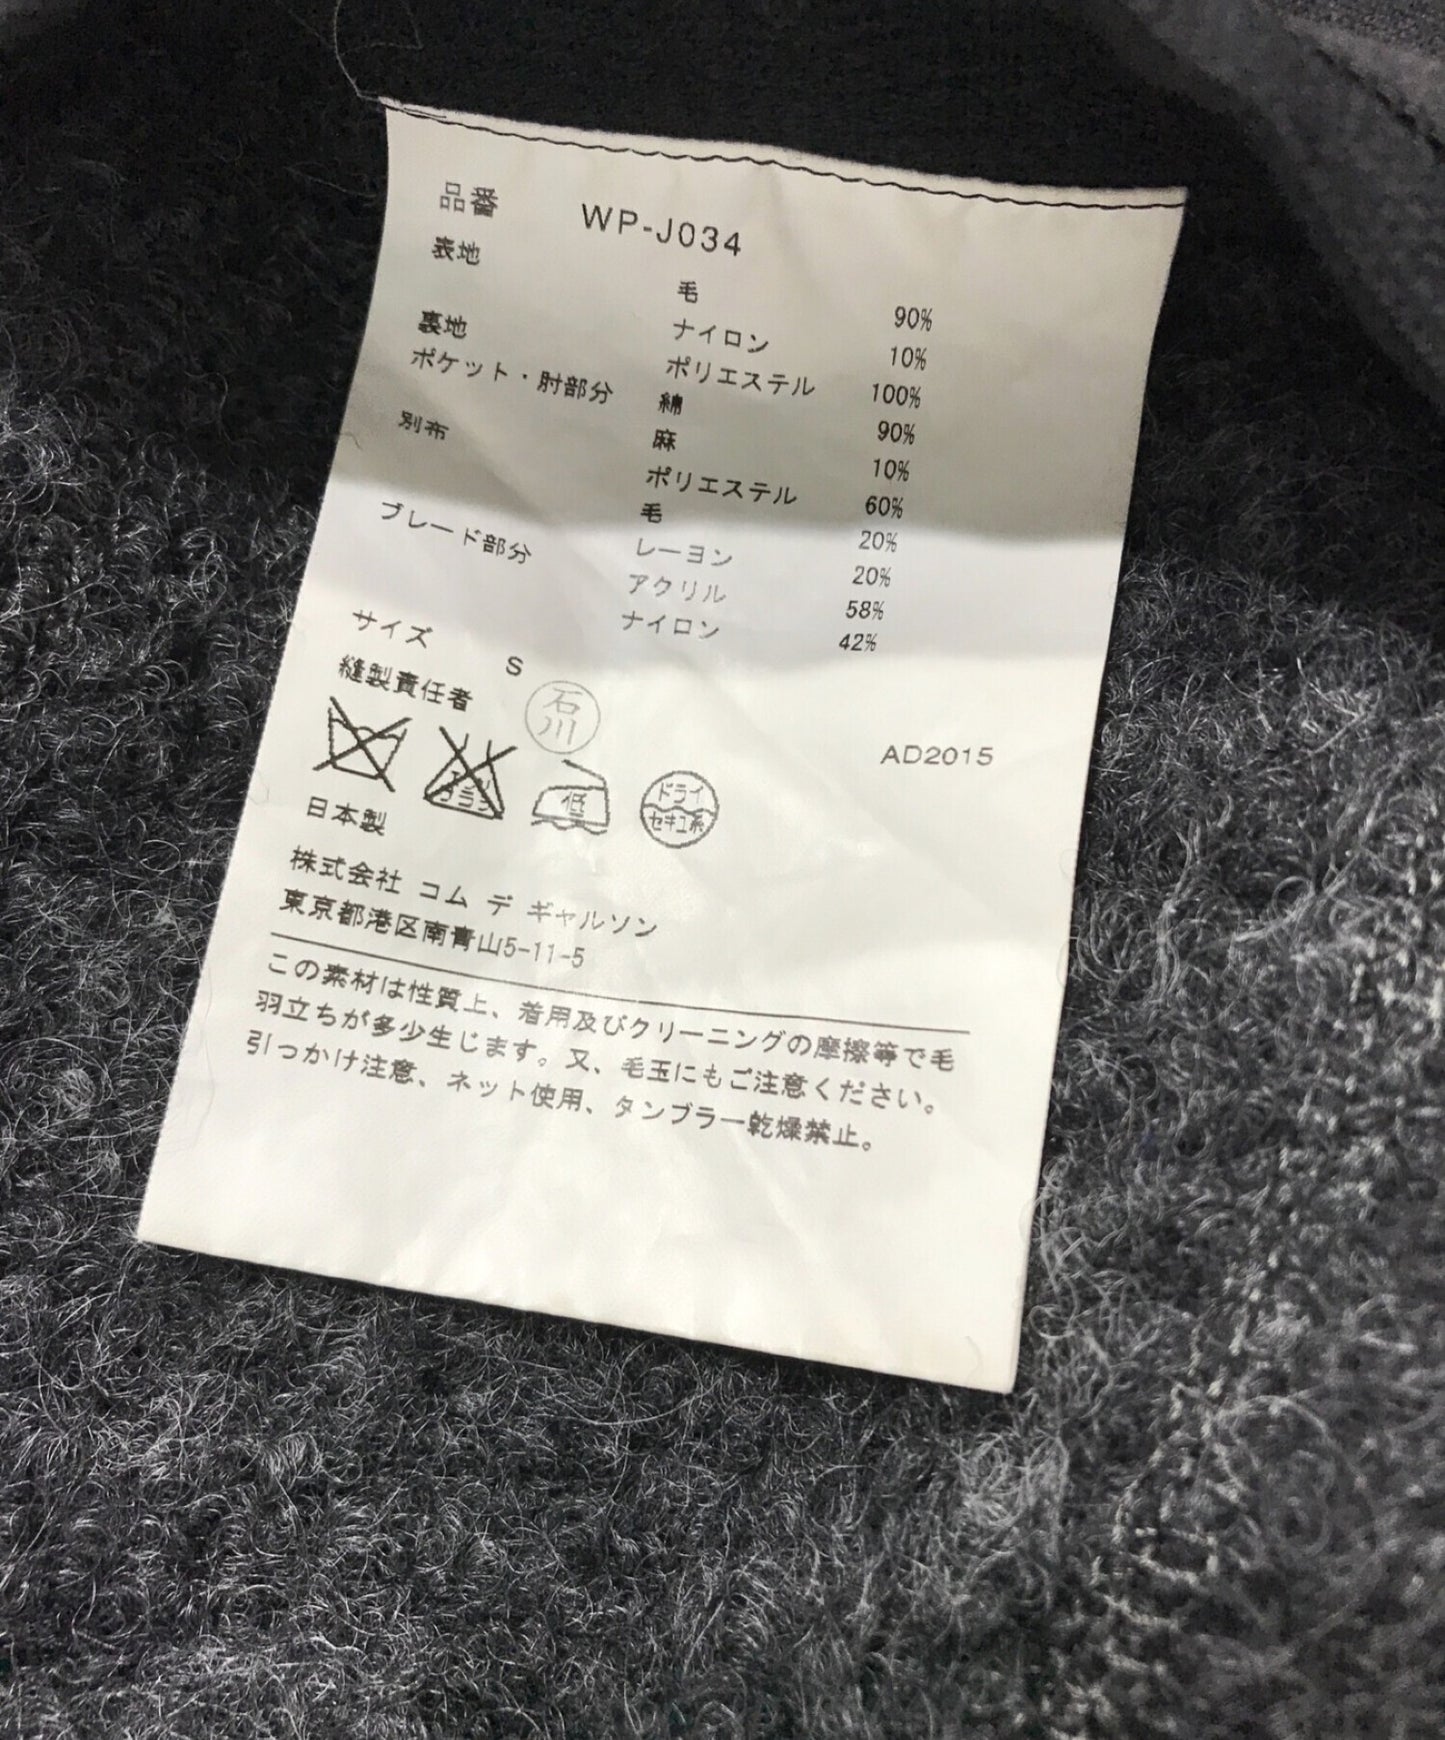 品番 WP-J034
表地 毛 90%
ナイロン 10%
裏地 ポリエステル 100%
ポケット・肘部分 綿 90%
麻 10%
別布 ポリエステル 60%
毛 20%
レーヨン 20%
ブレード部分 アクリル 58%
ナイロン 42%
サイズ S
縫製責任者 石川
AD2015
低
ドライ
セキユ系
日本製
株式会社 コム デ ギャルソン
東京都港区南青山5-11-5
この素材は性質上、着用及びクリーニングの摩擦等で毛
羽立ちが多少生じます。又、毛玉にもご注意ください。
引っかけ注意、ネット使用、タンブラー乾燥禁止。